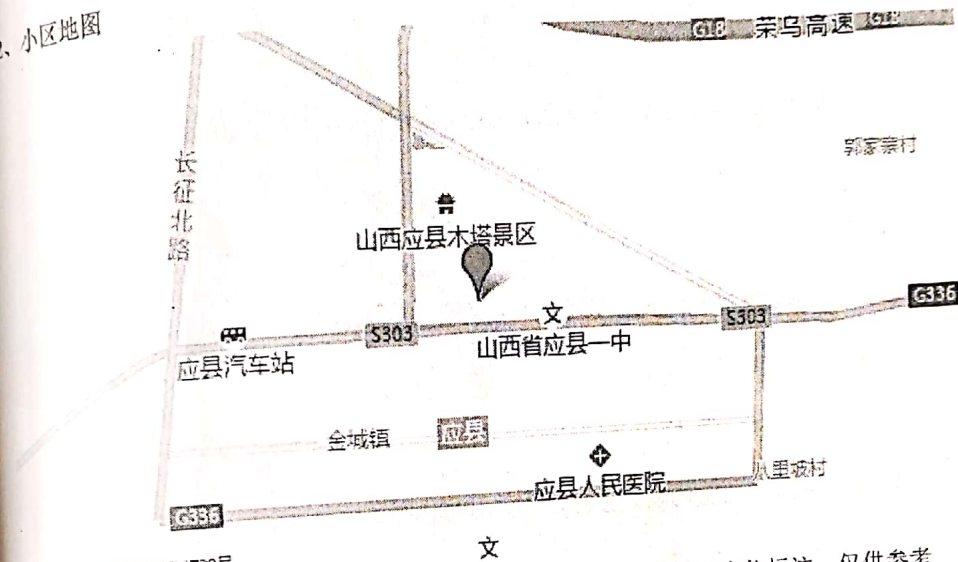 、小区地图
G18 荣乌高速 G18
长征北路
郭家寨村
山西应县木塔景区
G336
S303
文
S303
山西省应县一中
应县汽车站
金城镇
应县
应县人民医院
八里坡村
G336
文
仅供参考